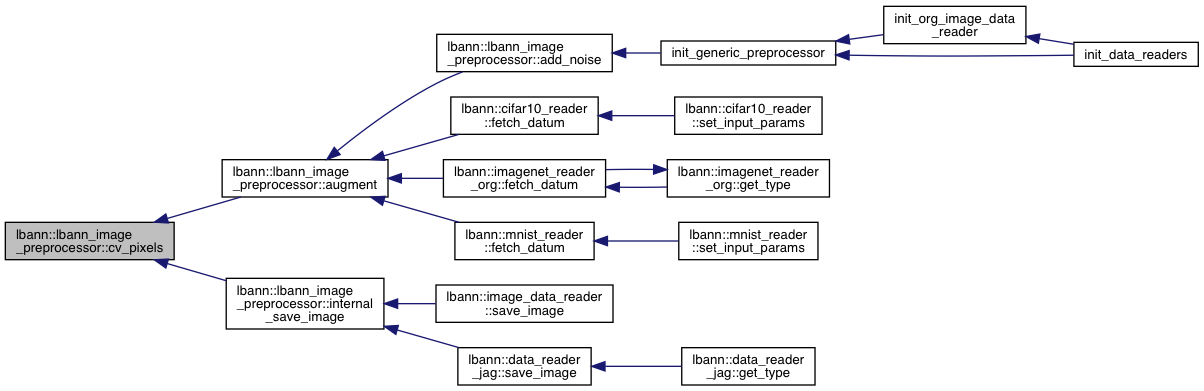 init_org_image_data
_reader
lbann::lbann_image
_preprocessor::add_noise
init_generic_preprocessor
init_data_readers
lbann::cifar10_reader
::fetch_datum
lbann::cifar10_reader
::set_input_params
lbann::lbann_image
_preprocessor::augment
lbann::imagenet_reader
_org::fetch_datum
lbann::imagenet_reader
_org::get_type
lbann::lbann_image
_preprocessor::cv_pixels
lbann::mnist_reader
::fetch_datum
lbann::mnist_reader
::set_input_params
lbann::lbann_image
_preprocessor::internal
_save_image
lbann::image_data_reader
::save_image
lbann::data_reader
_jag::save_image
lbann::data_reader
_jag::get_type